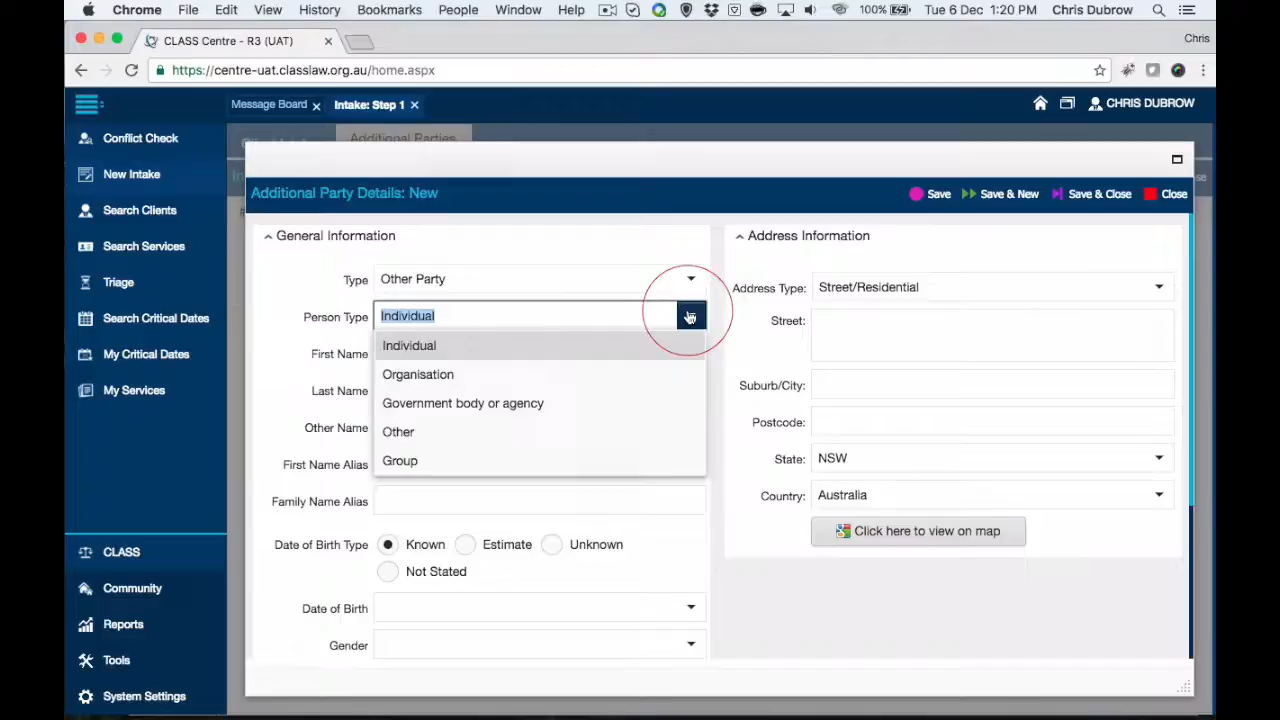 Chrome File Edit View History Bookmarks People Window Help 100% Tue 6 Dec 1:20 PM Chris Dubrow
CLASS Centre - R3 (UAT) Chris
https://centre-uat.classlaw.org.au/home.aspx
Message Board Intake: Step 1 CHRIS DUBROW
Conflict Check
New Intake
Search Clients
Search Services
Triage
Search Critical Dates
My Critical Dates
My Services
CLASS
Community
Reports
Tools
System Settings
Additional Parties
Additional Party Details: New Save Save & New Save & Close Close
General Information
Type Other Party
Person Type Individual
Individual
Organisation
Government body or agency
Other
Group
First Name
Last Name
Other Name
First Name Alias
Family Name Alias
Date of Birth Type Known Estimate Unknown
Not Stated
Date of Birth
Gender
Address Information
Address Type: Street/Residential
Street:
Suburb/City:
Postcode:
State: NSW
Country: Australia
Click here to view on map